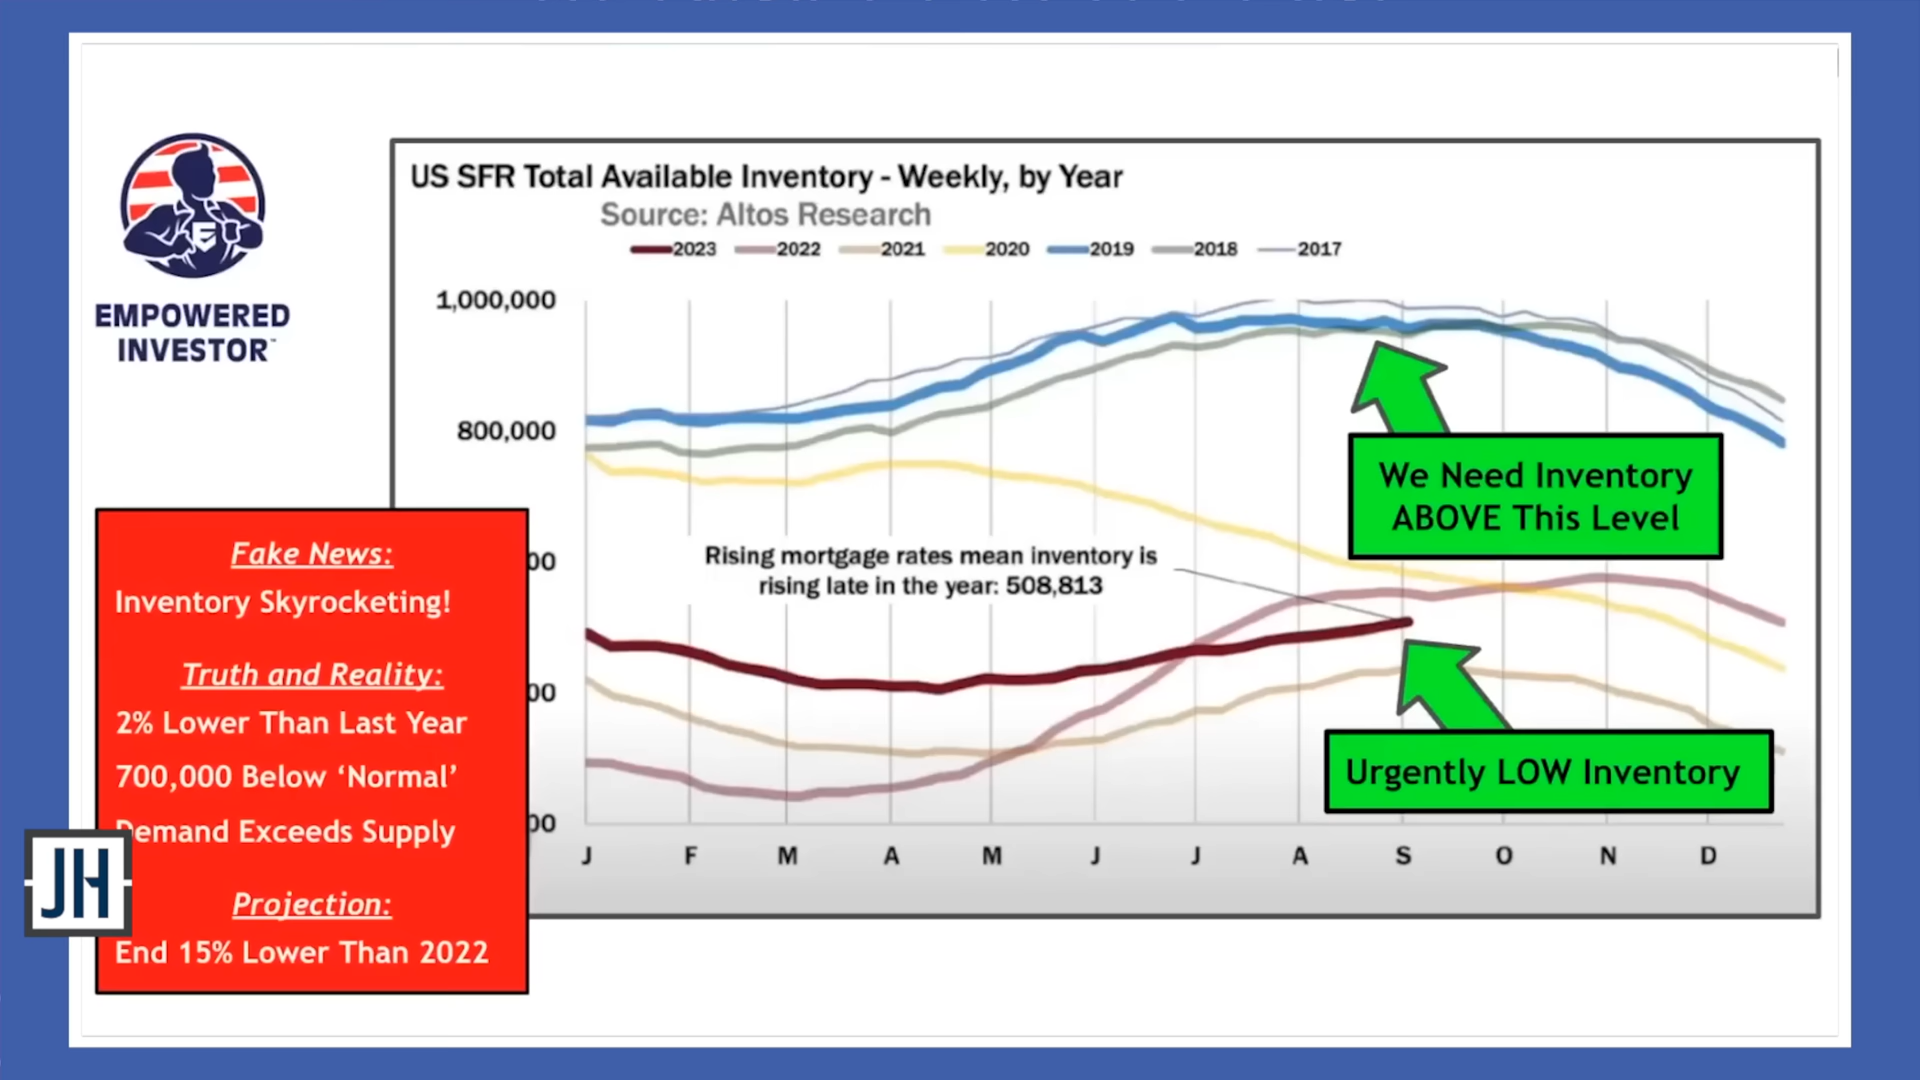 US SFR Total Available Inventory - Weekly, by Year
Source: Altos Research
2023 2022 2021 2020 2019 2018 2017
EMPOWERED
INVESTOR™
1,000,000
800,000
00
00
00
We Need Inventory
ABOVE This Level
Rising mortgage rates mean inventory is
rising late in the year: 508,813
Urgently LOW Inventory
J F M A M J J A S O N D
Fake News:
Inventory Skyrocketing!
Truth and Reality:
2% Lower Than Last Year
700,000 Below ‘Normal’
Demand Exceeds Supply
Projection:
End 15% Lower Than 2022
JH